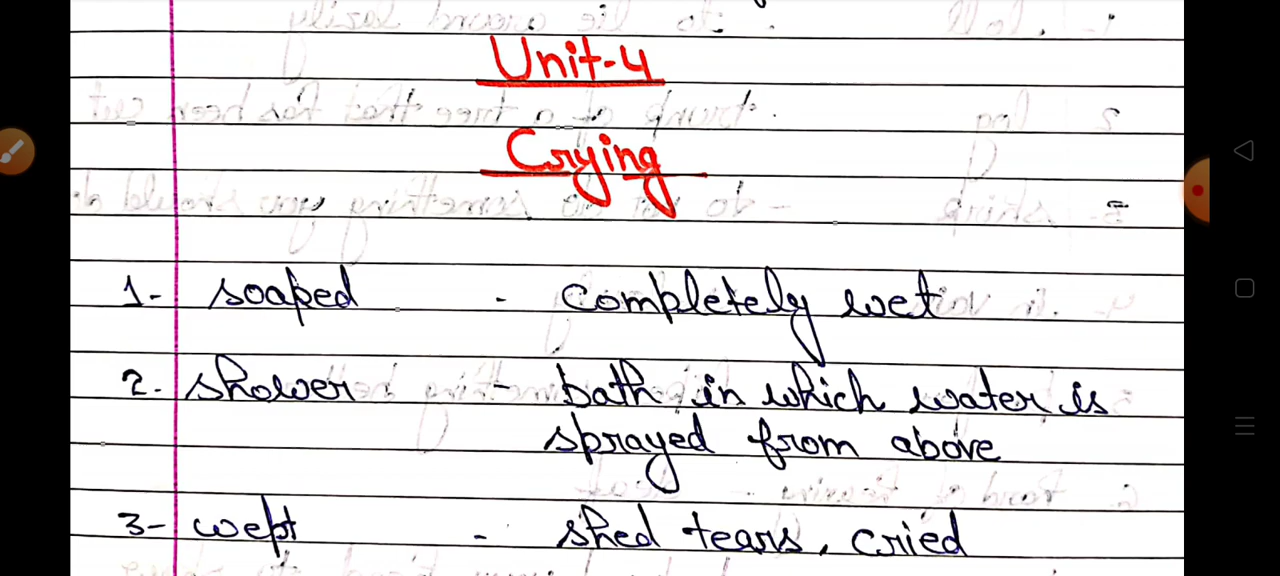 Unit-4
Crying
1- soaped - completely wet
2- shower - bath in which water is
sprayed from above
3- wept - shed tears, cried